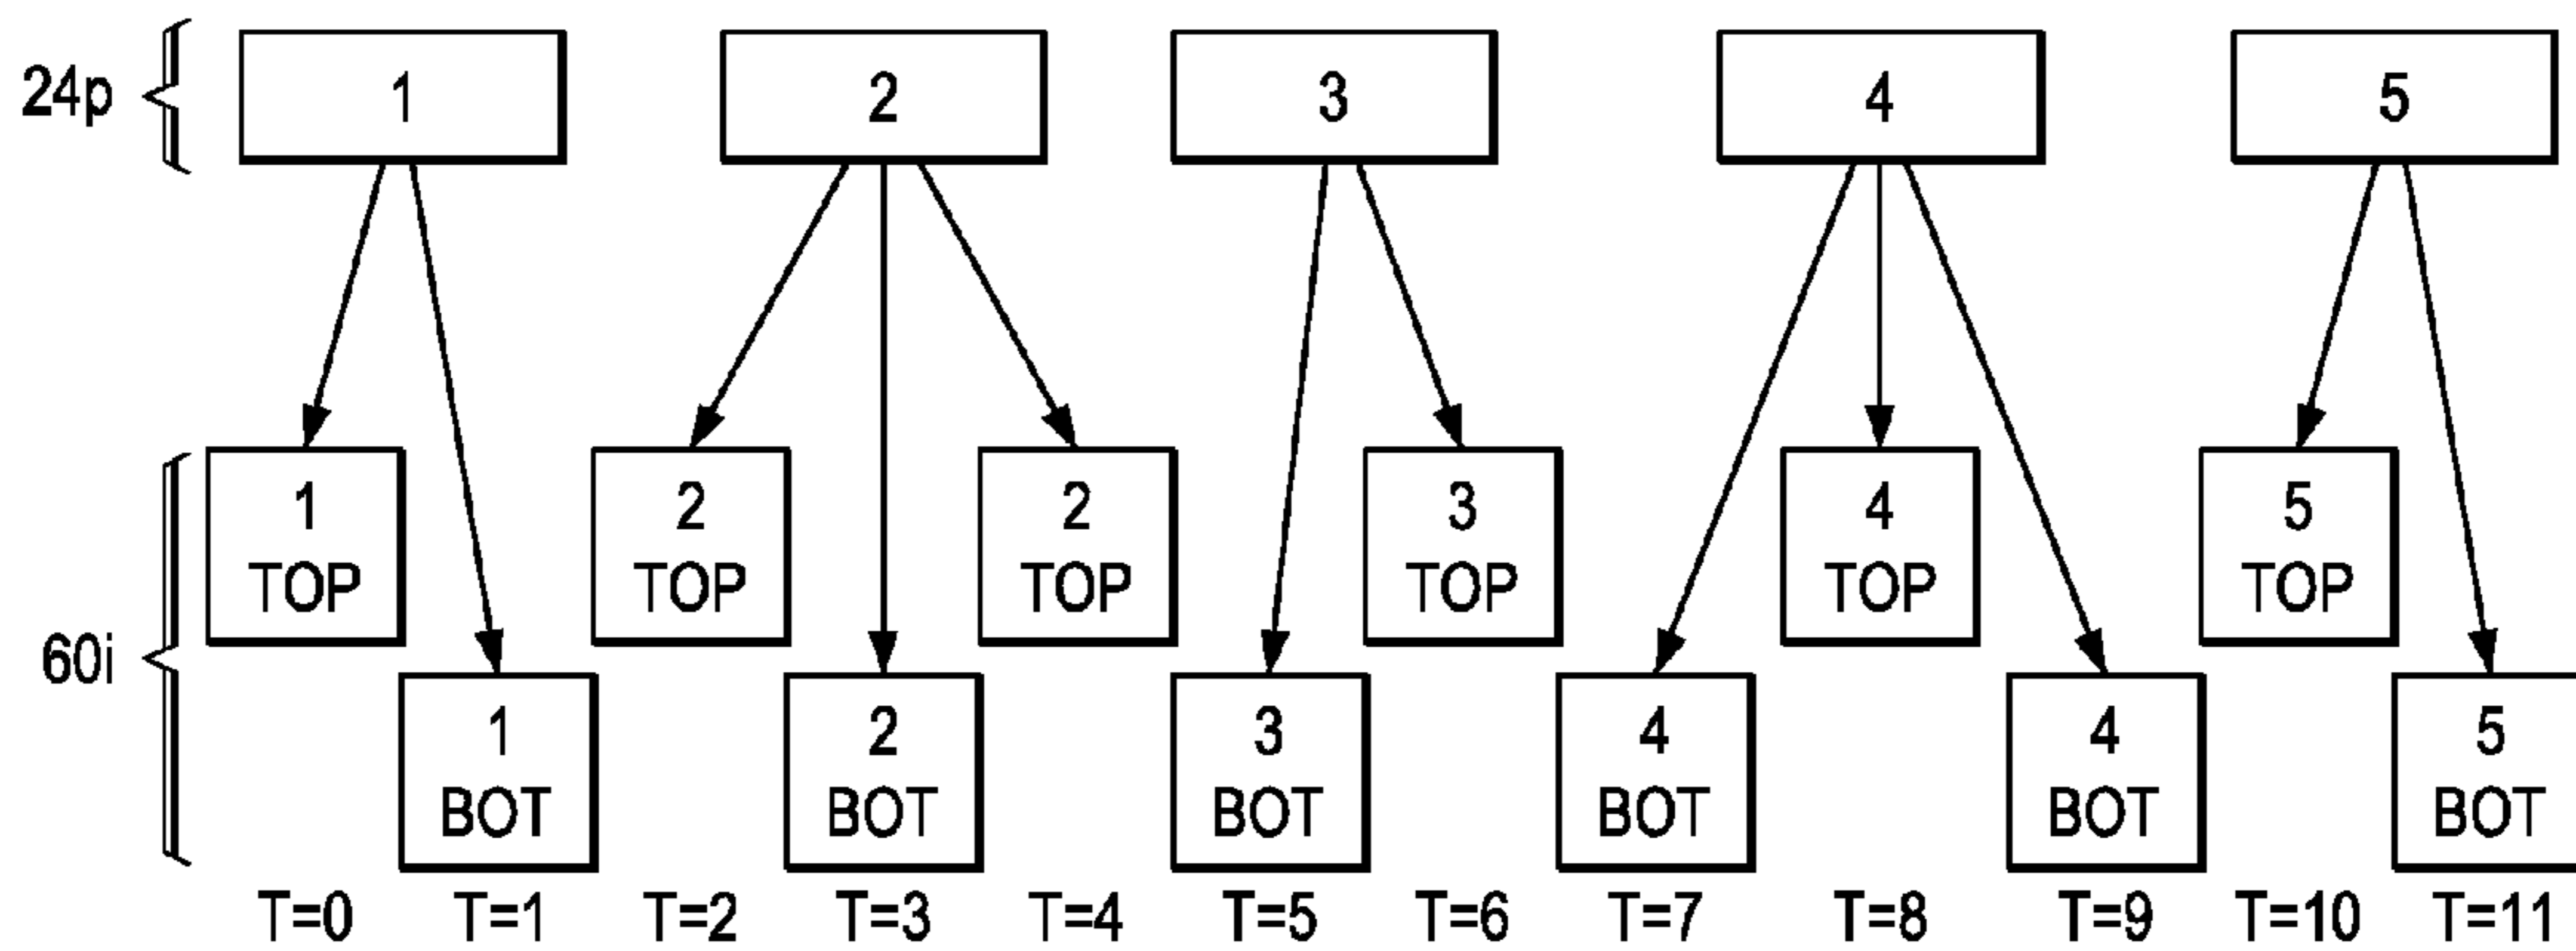 24p
1 2 3 4 5
60i
1 2 2 3 4 5
TOP TOP TOP TOP TOP TOP
1 2 3 4 4 5
BOT BOT BOT BOT BOT BOT
T=0 T=1 T=2 T=3 T=4 T=5 T=6 T=7 T=8 T=9 T=10 T=11